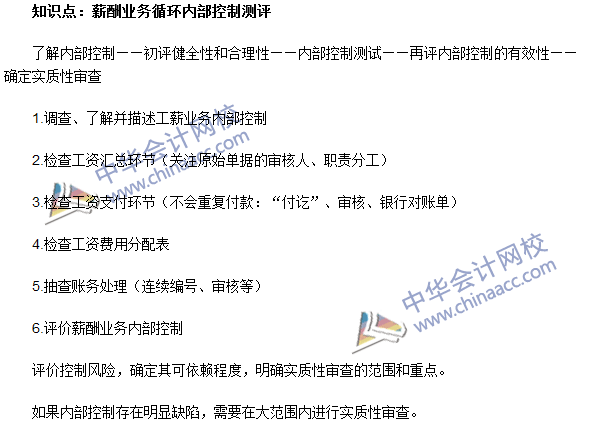 知识点：薪酬业务循环内部控制测评
了解内部控制——初评健全性和合理性——内部控制测试——再评内部控制的有效性——
确定实质性审查
1.调查、了解并描述工薪业务内部控制
2.检查工资汇总环节（关注原始单据的审核人、职责分工）
3.检查工资支付环节（不会重复付款：“付讫”、审核、银行对账单）
4.检查工资费用分配表
5.抽查账务处理（连续编号、审核等）
6.评价薪酬业务内部控制
评价控制风险，确定其可依赖程度，明确实质性审查的范围和重点。
如果内部控制存在明显缺陷，需要在大范围内进行实质性审查。
中华会计网校
www.chinaacc.com
中华会计网校
www.chinaacc.com